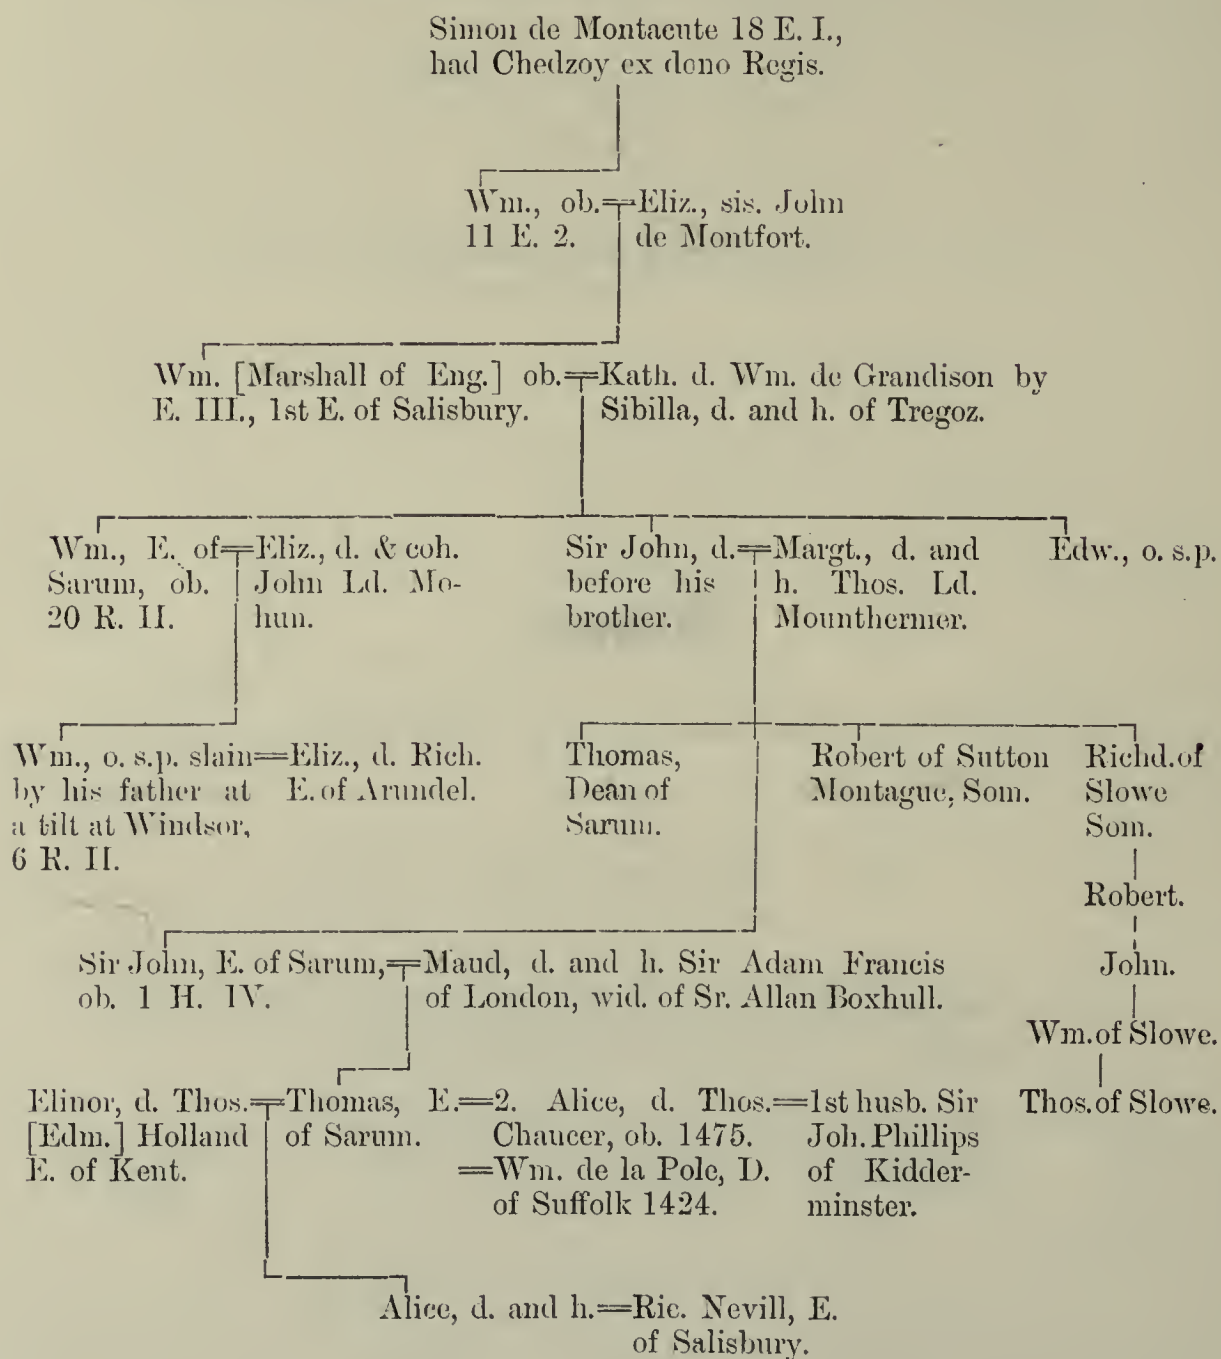 Simon de Montacute 18 E. I.,
had Chedzoy ex dono Regis.
Wm., ob.=Eliz., sis. John
11 E. 2. de Montfort.
Wm. [Marshall of Eng.] ob.=Kath. d. Wm. de Grandison by
E. III., 1st E. of Salisbury. Sibilla, d. and h. of Tregoz.
Wm., E. of=Eliz., d. & coh. Sir John, d.=Margt., d. and Edw., o. s.p.
Sarum, ob. John Ld. Mo- before his h. Thos. Ld.
20 R. II. hun. brother. Mounthermer.
Wm., o. s.p. slain=Eliz., d. Rich. Thomas, Robert of Sutton Richd. of
by his father at E. of Arundel. Dean of Montague, Som. Slowe
a tilt at Windsor, Sarum. Som.
6 R. II.
Robert.
Sir John, E. of Sarum,=Maud, d. and h. Sir Adam Francis John.
ob. 1 H. IV. of London, wid. of Sr. Allan Boxhull.
Wm. of Slowe.
Elinor, d. Thos.=Thomas, E.=2. Alice, d. Thos.=1st husb. Sir Thos. of Slowe.
[Edm.] Holland of Sarum. Chaucer, ob. 1475. Joh. Phillips
E. of Kent. =Wm. de la Pole, D. of Kidder-
of Suffolk 1424. minster.
Alice, d. and h.=Ric. Nevill, E.
of Salisbury.